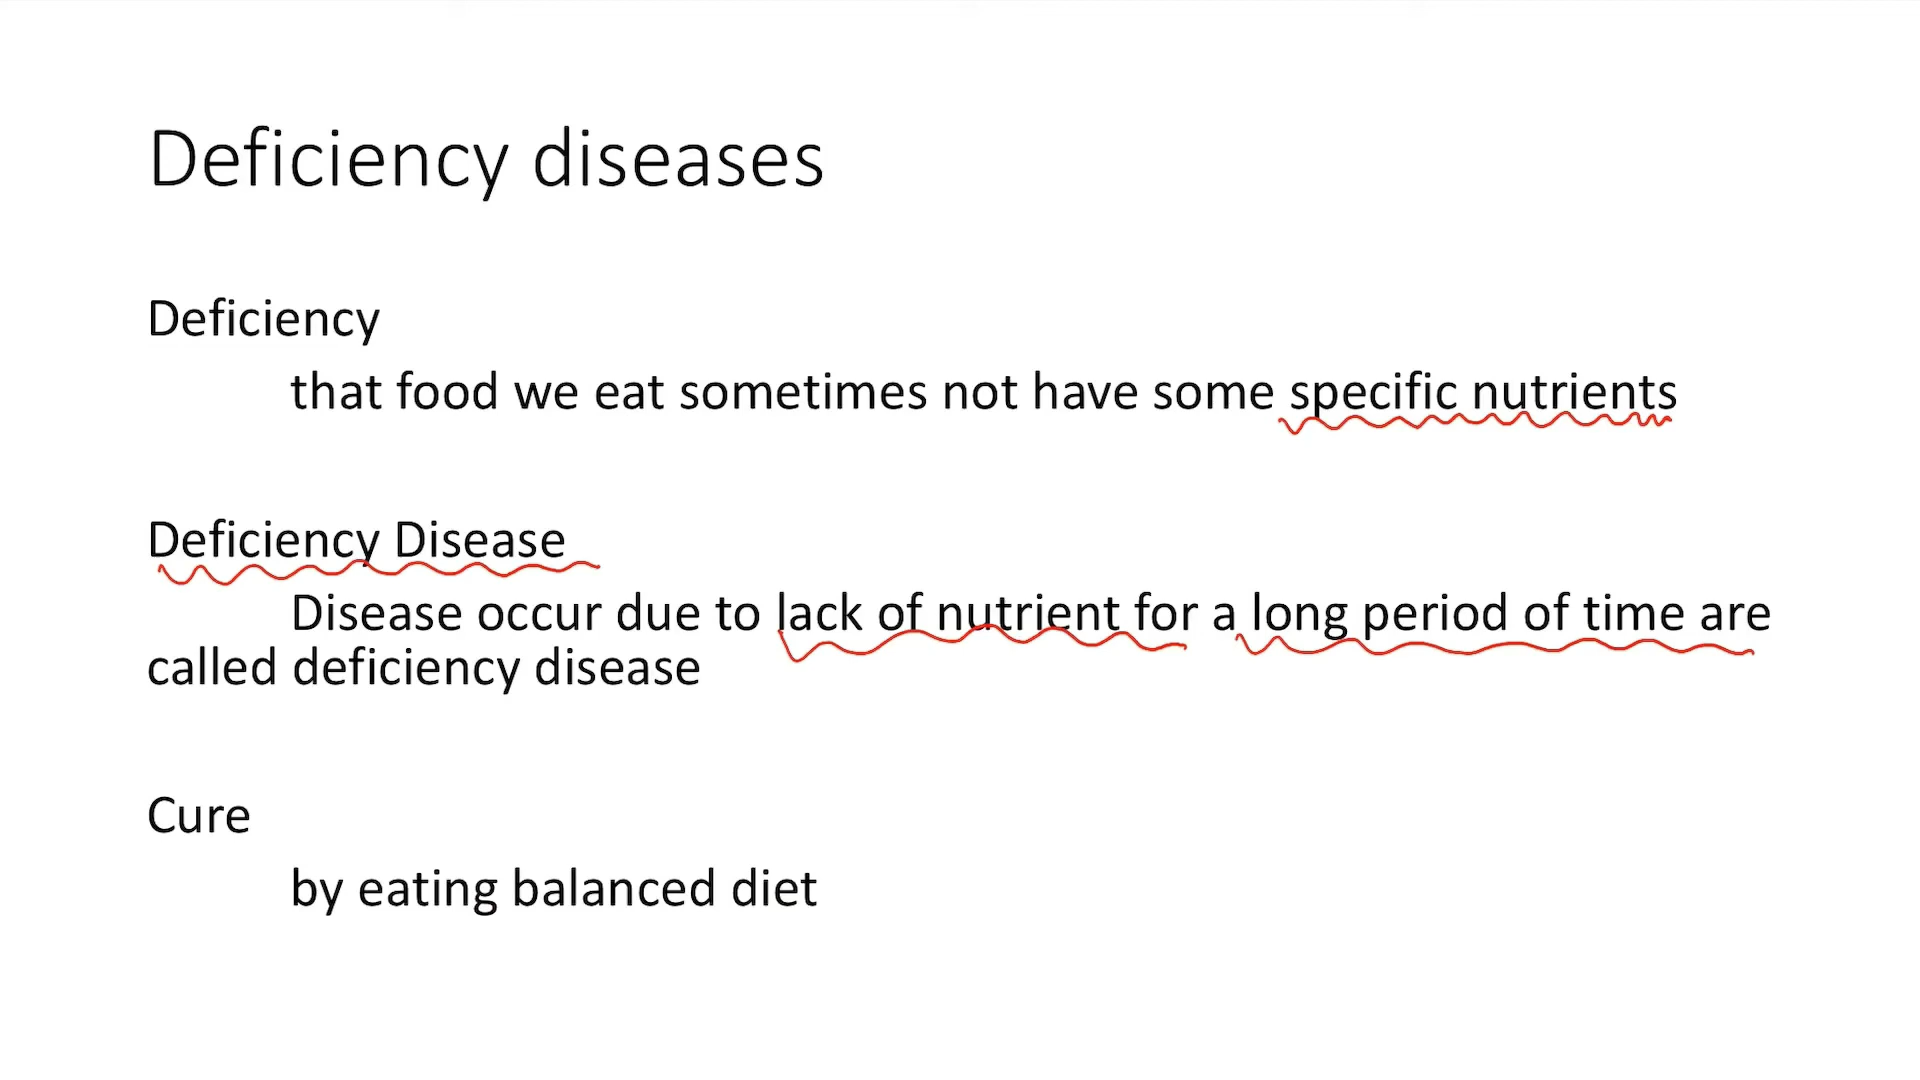 Deficiency diseases
Deficiency
that food we eat sometimes not have some specific nutrients
Deficiency Disease
Disease occur due to lack of nutrient for a long period of time are
called deficiency disease
Cure
by eating balanced diet